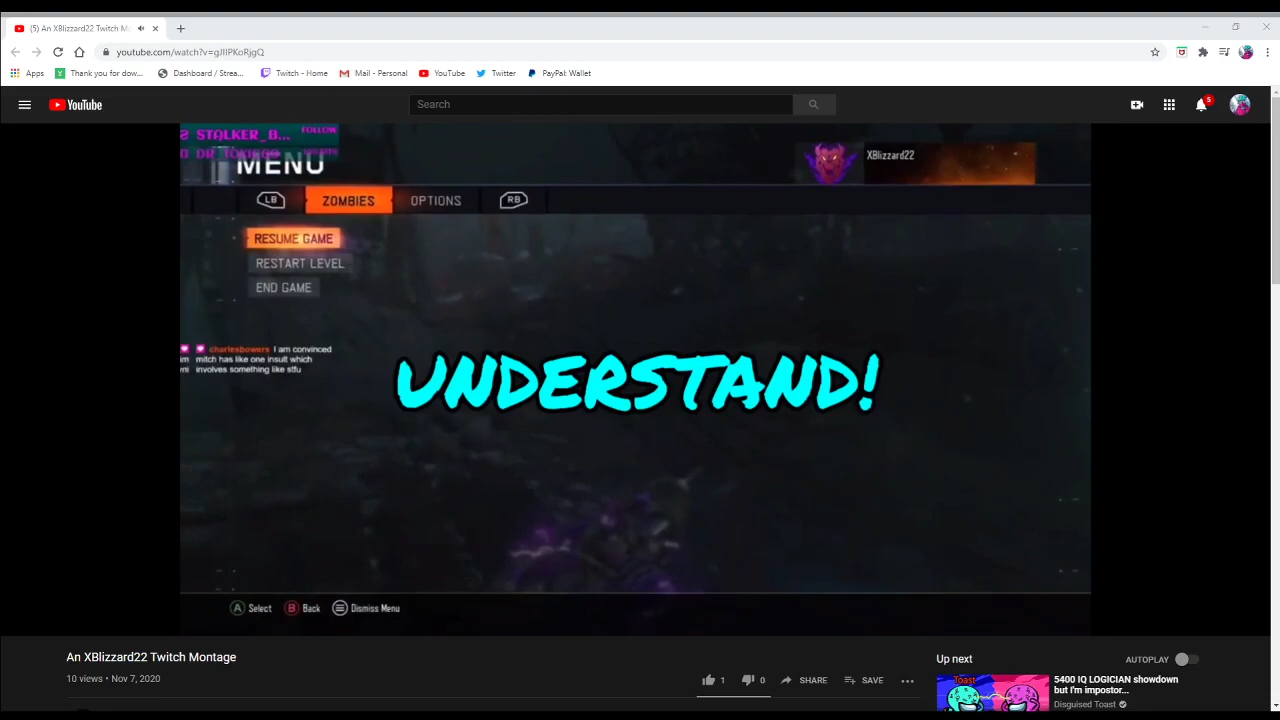 (5) An XBlizzard22 Twitch Mo
youtube.com/watch?v=gJIIPKoRjgQ
Apps Thank you for dow... Dashboard / Strea... Twitch - Home Mail - Personal YouTube Twitter PayPal Wallet
YouTube Search 5
STALKER_B... FOLLOW
MENU XBlizzard22
LB ZOMBIES OPTIONS RB
RESUME GAME
RESTART LEVEL
END GAME
charlesbowers I am convinced
mitch has like one insult which
involves something like stfu
UNDERSTAND!
A Select B Back Dismiss Menu
An XBlizzard22 Twitch Montage
10 views • Nov 7, 2020
1 0 SHARE SAVE
Up next AUTOPLAY
Toast
5400 IQ LOGICIAN showdown
but I'm impostor...
Disguised Toast